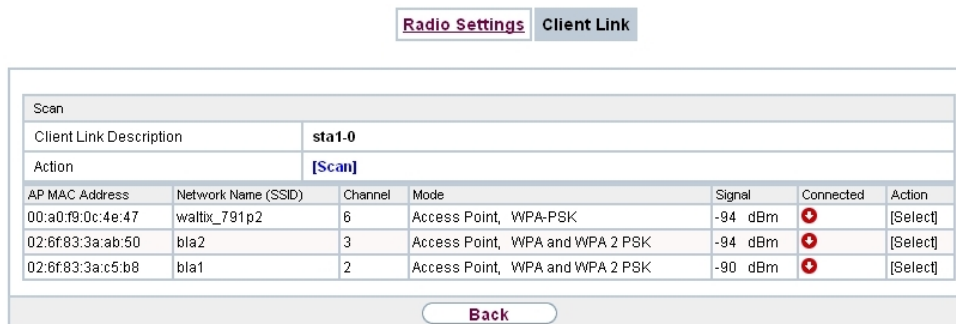 Radio Settings Client Link
Scan
Client Link Description sta1-0
Action [Scan]
AP MAC Address Network Name (SSID) Channel Mode Signal Connected Action
00:a0:f9:0c:4e:47 waltix_791p2 6 Access Point, WPA-PSK -94 dBm [Select]
02:6f:83:3a:ab:50 bla2 3 Access Point, WPA and WPA 2 PSK -94 dBm [Select]
02:6f:83:3a:c5:b8 bla1 2 Access Point, WPA and WPA 2 PSK -90 dBm [Select]
Back